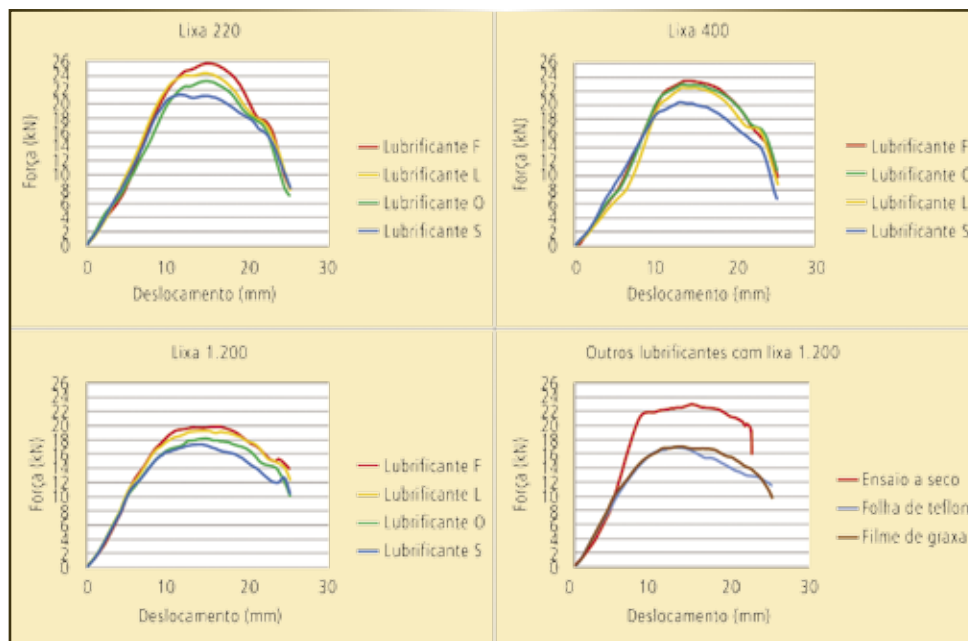 Lixa 220
Força (kN)
26
24
22
20
18
16
14
12
10
8
6
4
2
0
0 10 20 30
Deslocamento (mm)
Lubrificante F
Lubrificante L
Lubrificante O
Lubrificante S
Lixa 400
Força (kN)
26
24
22
20
18
16
14
12
10
8
6
4
2
0
0 10 20 30
Deslocamento (mm)
Lubrificante F
Lubrificante O
Lubrificante L
Lubrificante S
Lixa 1.200
Força (kN)
26
24
22
20
18
16
14
12
10
8
6
4
2
0
0 10 20 30
Deslocamento (mm)
Lubrificante F
Lubrificante L
Lubrificante O
Lubrificante S
Outros lubrificantes com lixa 1.200
Força (kN)
26
24
22
20
18
16
14
12
10
8
6
4
2
0
0 10 20 30
Deslocamento (mm)
Ensaio a seco
Folha de teflon
Filme de graxa